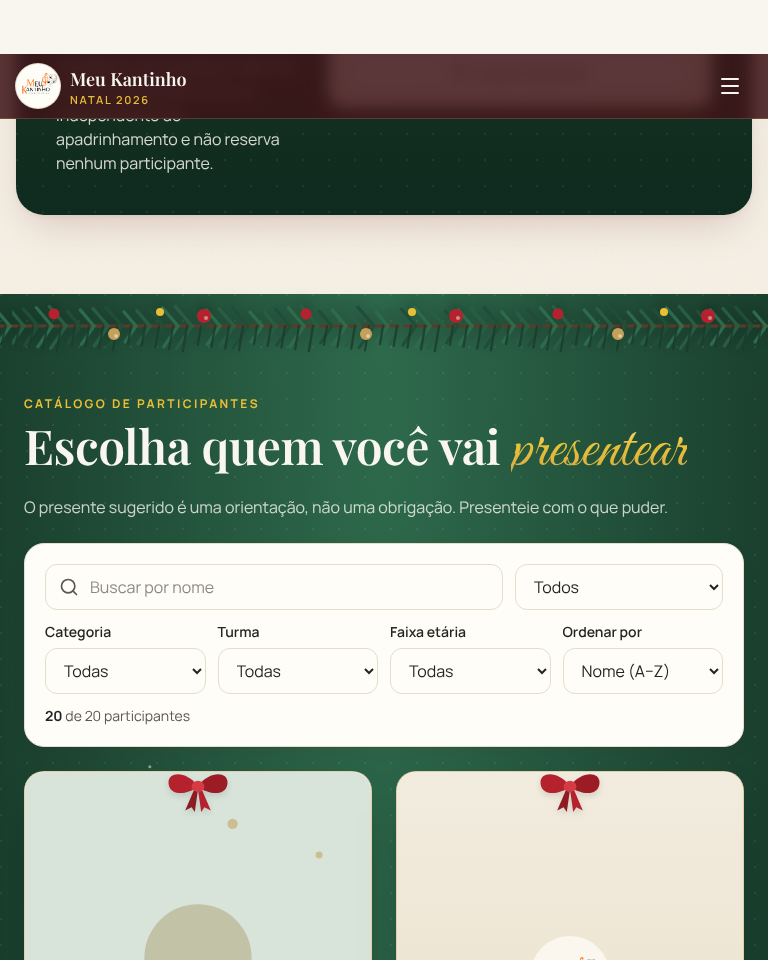 Meu Kantinho
NATAL 2026
apadrinhamento e não reserva
nenhum participante.
CATÁLOGO DE PARTICIPANTES
Escolha quem você vai presentear
O presente sugerido é uma orientação, não uma obrigação. Presenteie com o que puder.
Buscar por nome
Todos
Categoria
Turma
Faixa etária
Ordenar por
Todas
Todas
Todas
Nome (A–Z)
20 de 20 participantes